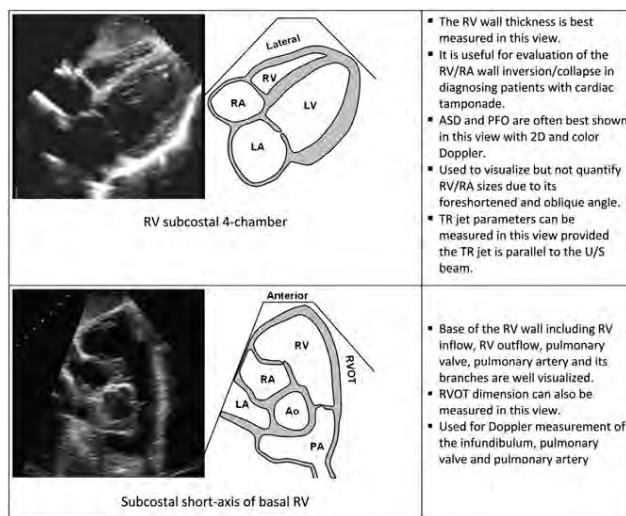 Lateral
RV
RA
LV
LA
RV subcostal 4-chamber
▪ The RV wall thickness is best
measured in this view.
▪ It is useful for evaluation of the
RV/RA wall inversion/collapse in
diagnosing patients with cardiac
tamponade.
▪ ASD and PFO are often best shown
in this view with 2D and color
Doppler.
▪ Used to visualize but not quantify
RV/RA sizes due to its
foreshortened and oblique angle.
▪ TR jet parameters can be
measured in this view provided
the TR jet is parallel to the U/S
beam.
Anterior
RV
RVOT
RA
LA
Ao
PA
Subcostal short-axis of basal RV
▪ Base of the RV wall including RV
inflow, RV outflow, pulmonary
valve, pulmonary artery and its
branches are well visualized.
▪ RVOT dimension can also be
measured in this view.
▪ Used for Doppler measurement of
the infundibulum, pulmonary
valve and pulmonary artery